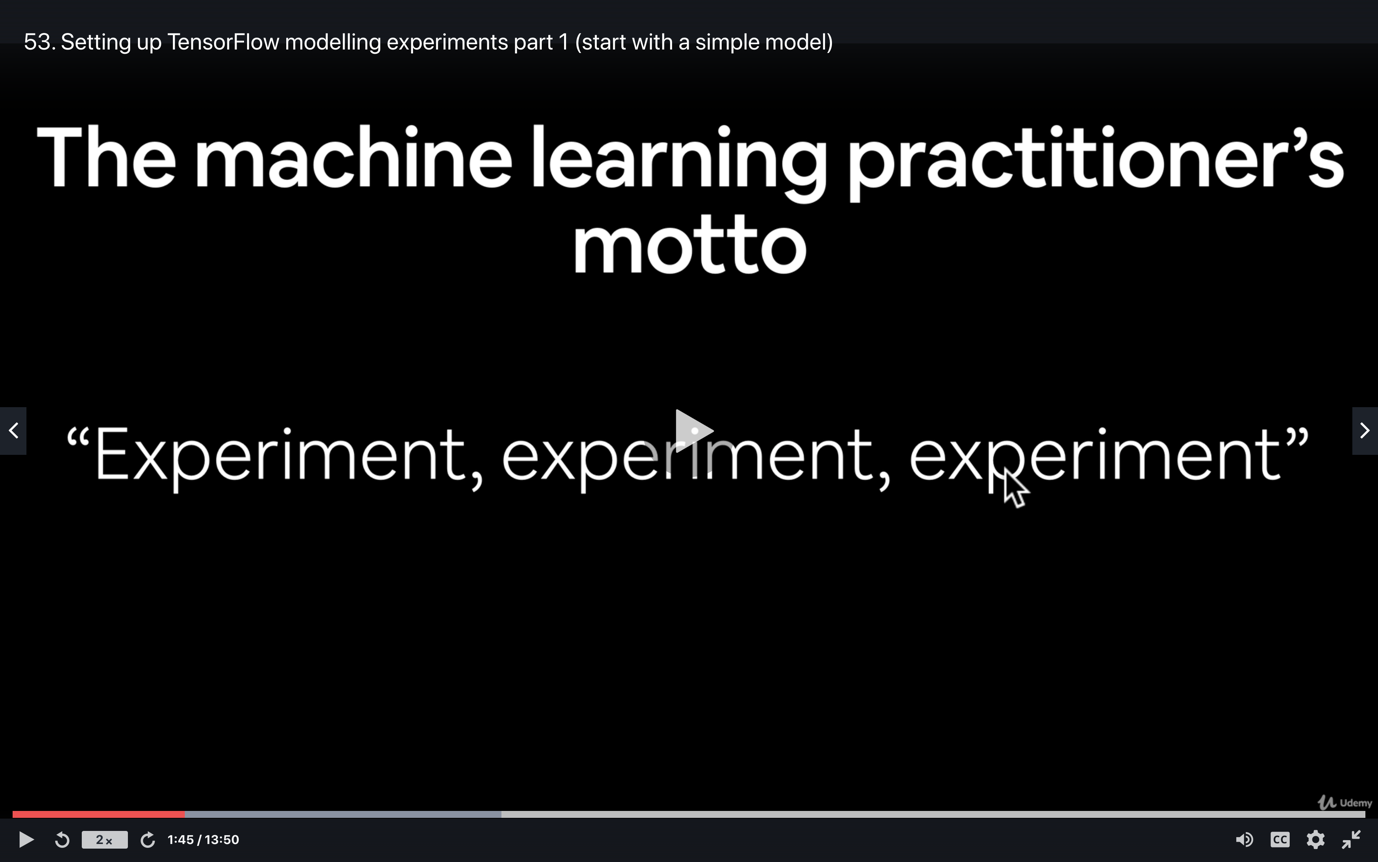 53. Setting up TensorFlow modelling experiments part 1 (start with a simple model)
The machine learning practitioner’s
motto
“Experiment, experiment, experiment”
Udemy
2x
1:45 / 13:50
CC